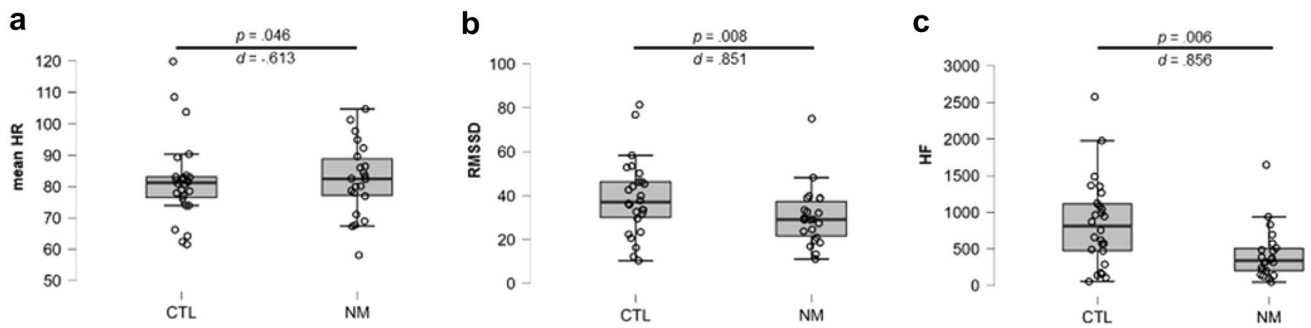 a
p = .046
d = -.613
mean HR
120
110
100
90
80
70
60
50
CTL
NM
b
p = .008
d = .851
RMSSD
100
80
60
40
20
0
CTL
NM
c
p = .006
d = .856
HF
3000
2500
2000
1500
1000
500
0
CTL
NM